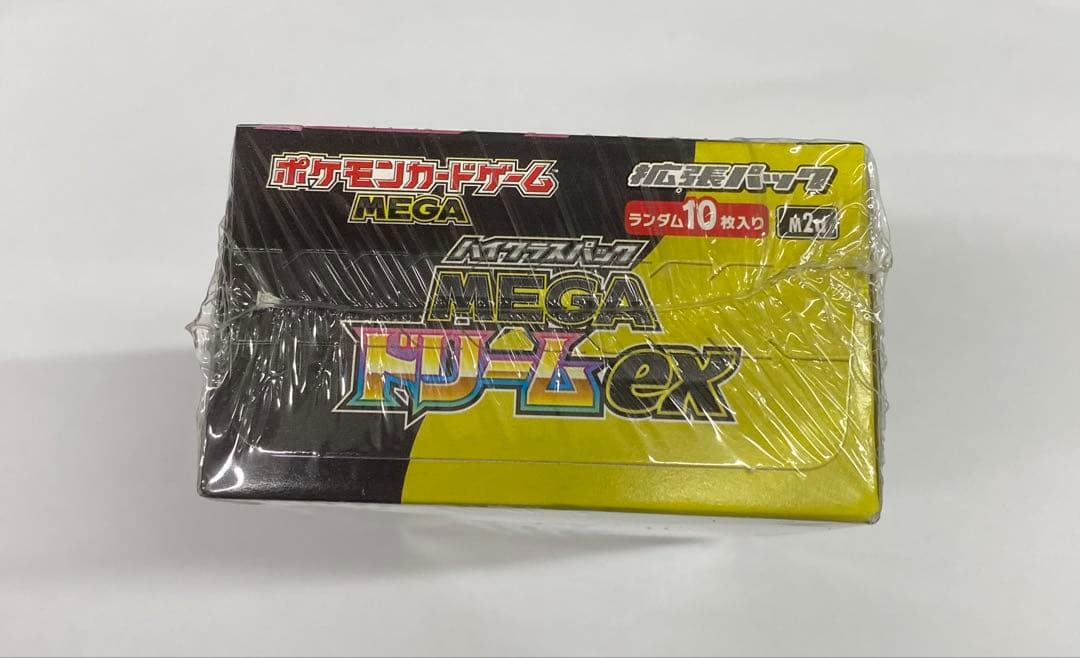 ポケモンカードゲーム
MEGA
拡張パック
ランダム10枚入り
M2a
ハイクラスパック
MEGA
ドリームex